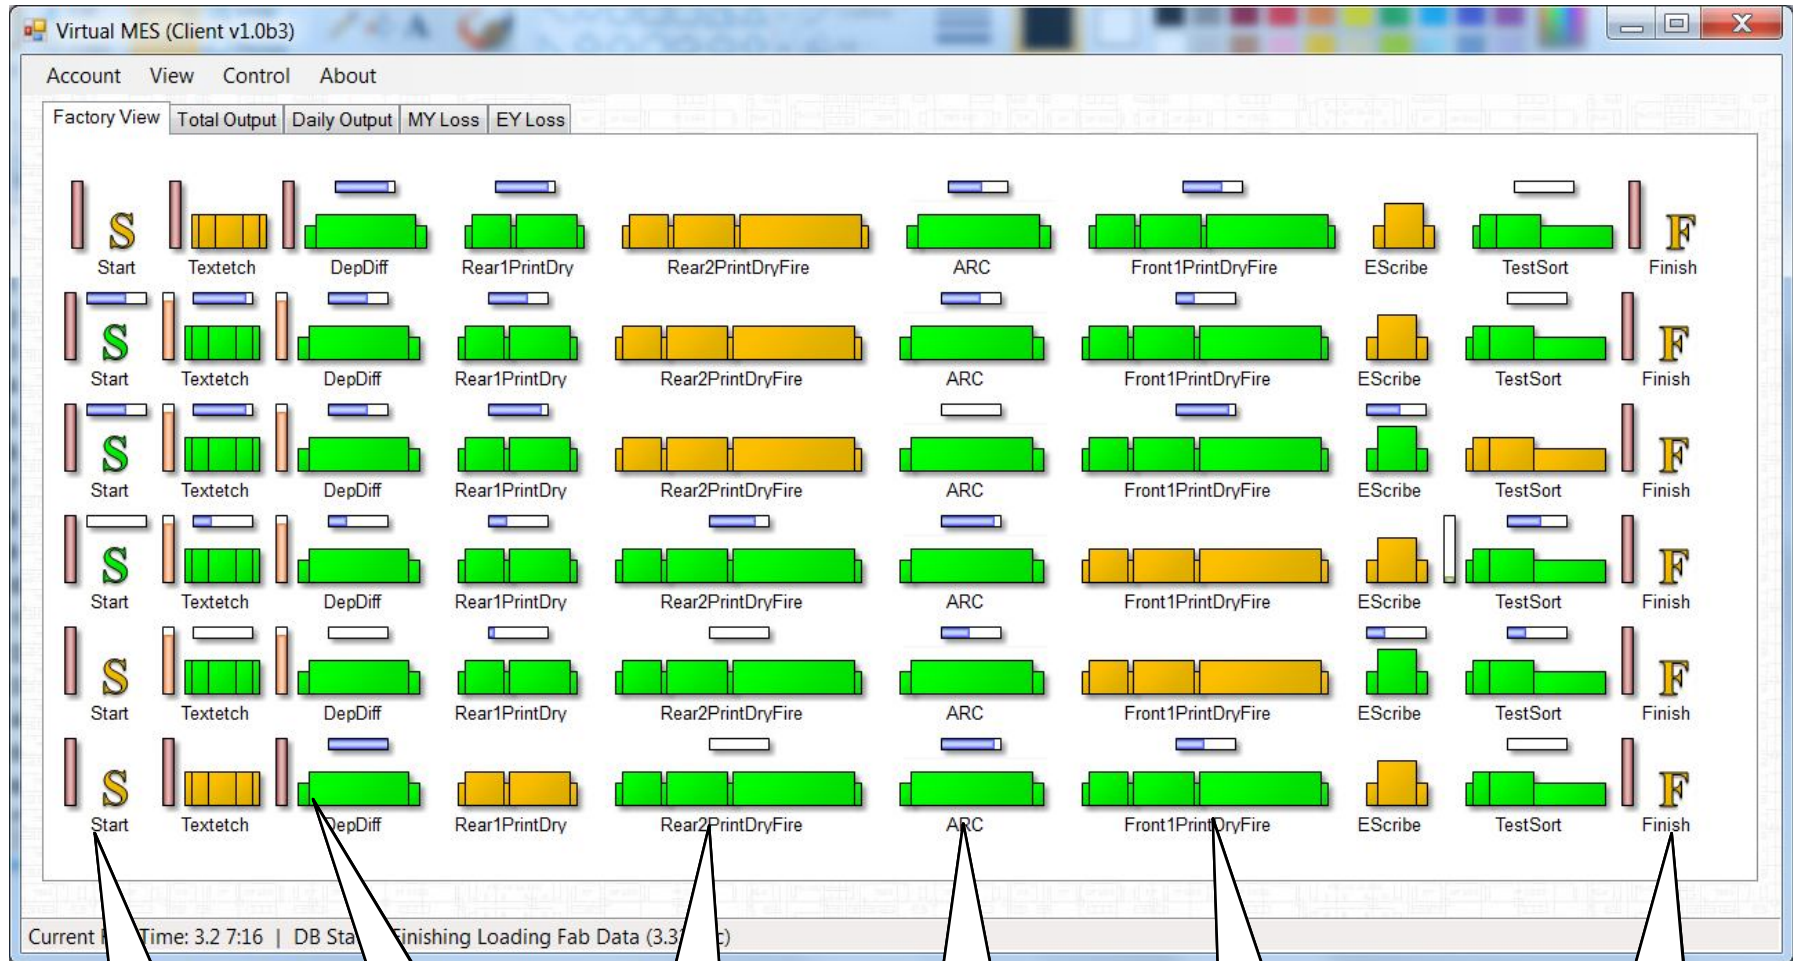 Virtual MES (Client v1.0b3)
Account View Control About
Factory View Total Output Daily Output MY Loss EY Loss
S F
Start Textetch DepDiff Rear1PrintDry Rear2PrintDryFire ARC Front1PrintDryFire EScribe TestSort Finish
S F
Start Textetch DepDiff Rear1PrintDry Rear2PrintDryFire ARC Front1PrintDryFire EScribe TestSort Finish
S F
Start Textetch DepDiff Rear1PrintDry Rear2PrintDryFire ARC Front1PrintDryFire EScribe TestSort Finish
S F
Start Textetch DepDiff Rear1PrintDry Rear2PrintDryFire ARC Front1PrintDryFire EScribe TestSort Finish
S F
Start Textetch DepDiff Rear1PrintDry Rear2PrintDryFire ARC Front1PrintDryFire EScribe TestSort Finish
S F
Start Textetch DepDiff Rear1PrintDry Rear2PrintDryFire ARC Front1PrintDryFire EScribe TestSort Finish
Current Time: 3.2 7:16 | DB Finishing Loading Fab Data